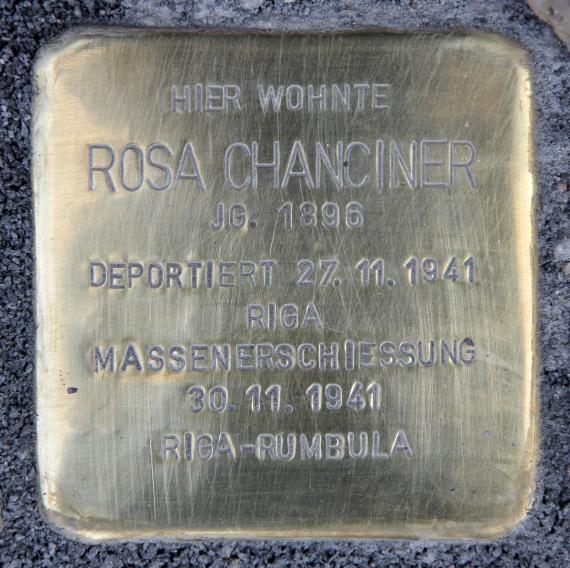 HIER WOHNTE
ROSA CHANCINER
JG. 1896
DEPORTIERT 27. 11. 1941
RIGA
MASSENERSCHIESSUNG
30. 11. 1941
RIGA-RUMBULA